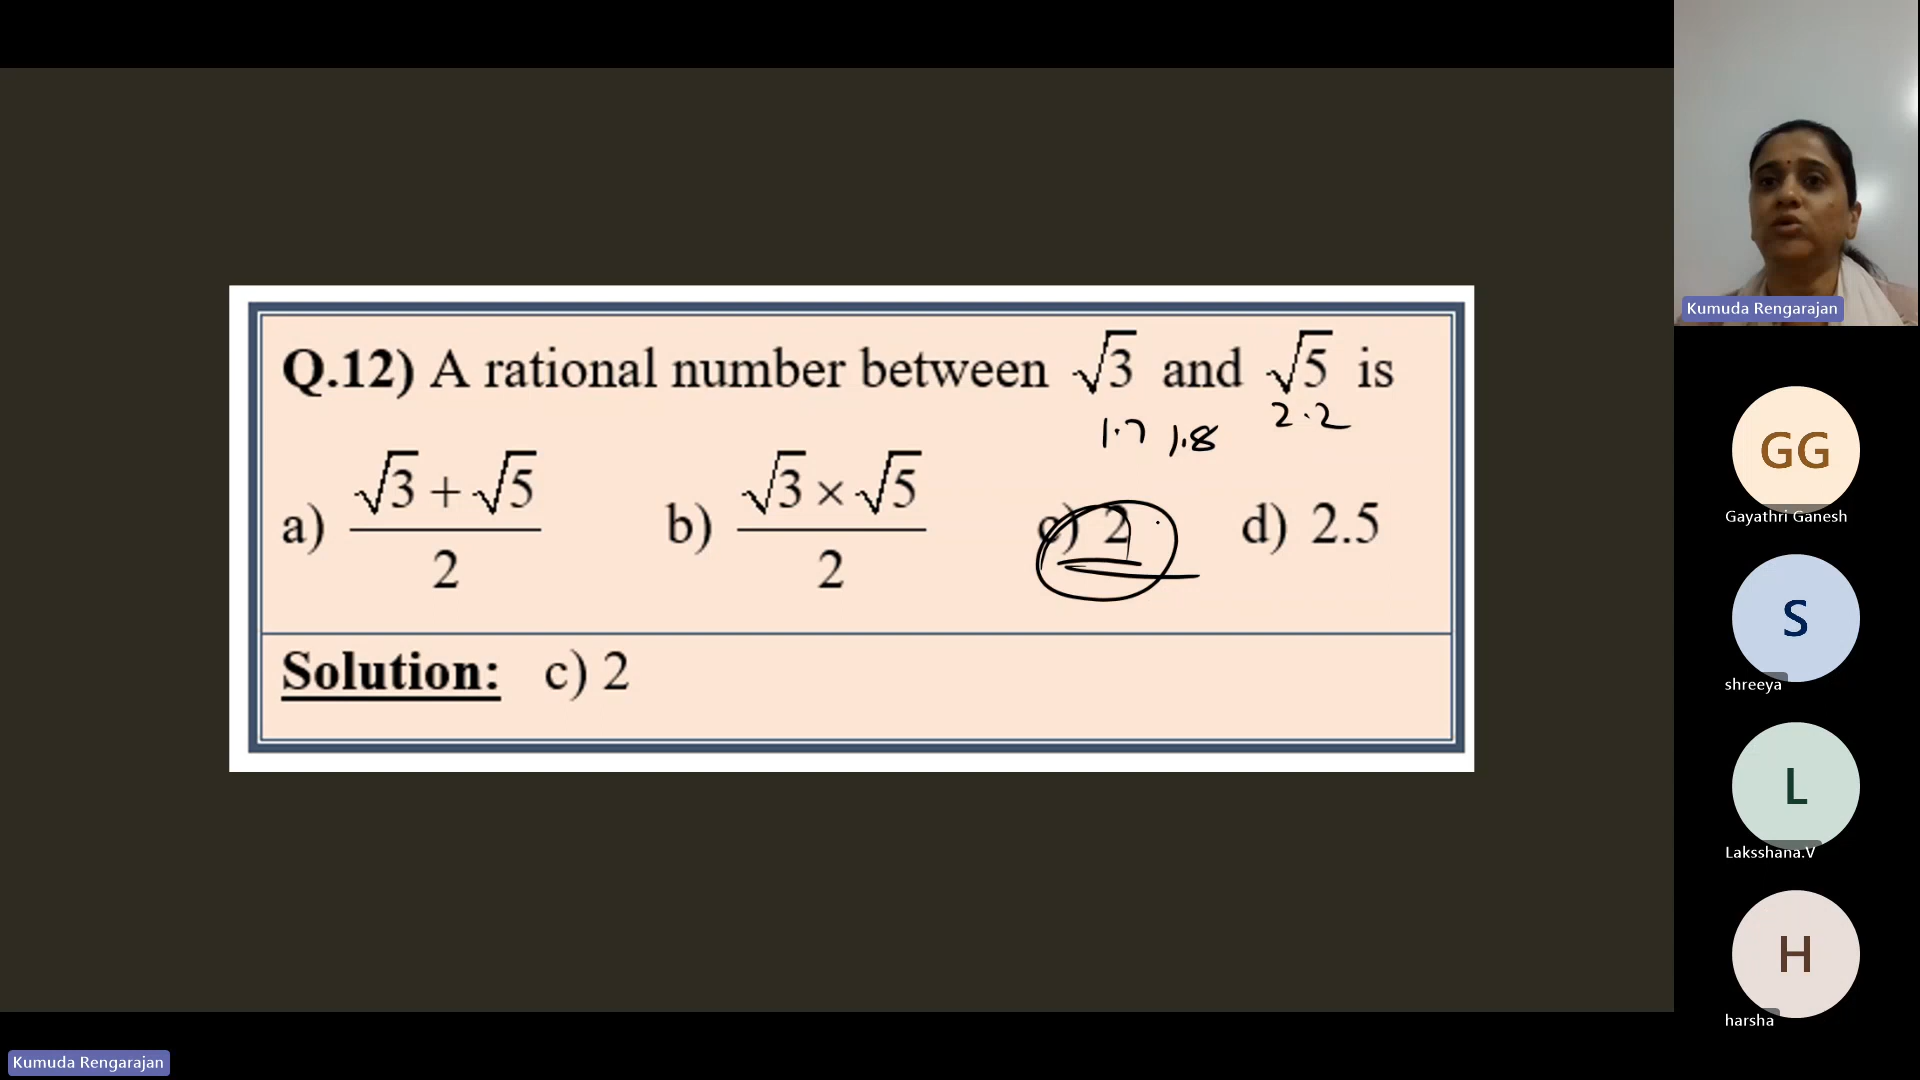 Q.12) A rational number between √3 and √5 is
1.7 1.8 2.2
a) (√3 + √5)/2 b) (√3 × √5)/2 c) 2 d) 2.5
Solution: c) 2
Kumuda Rengarajan
GG
Gayathri Ganesh
S
shreeya
L
Laksshana.V
H
harsha
Kumuda Rengarajan